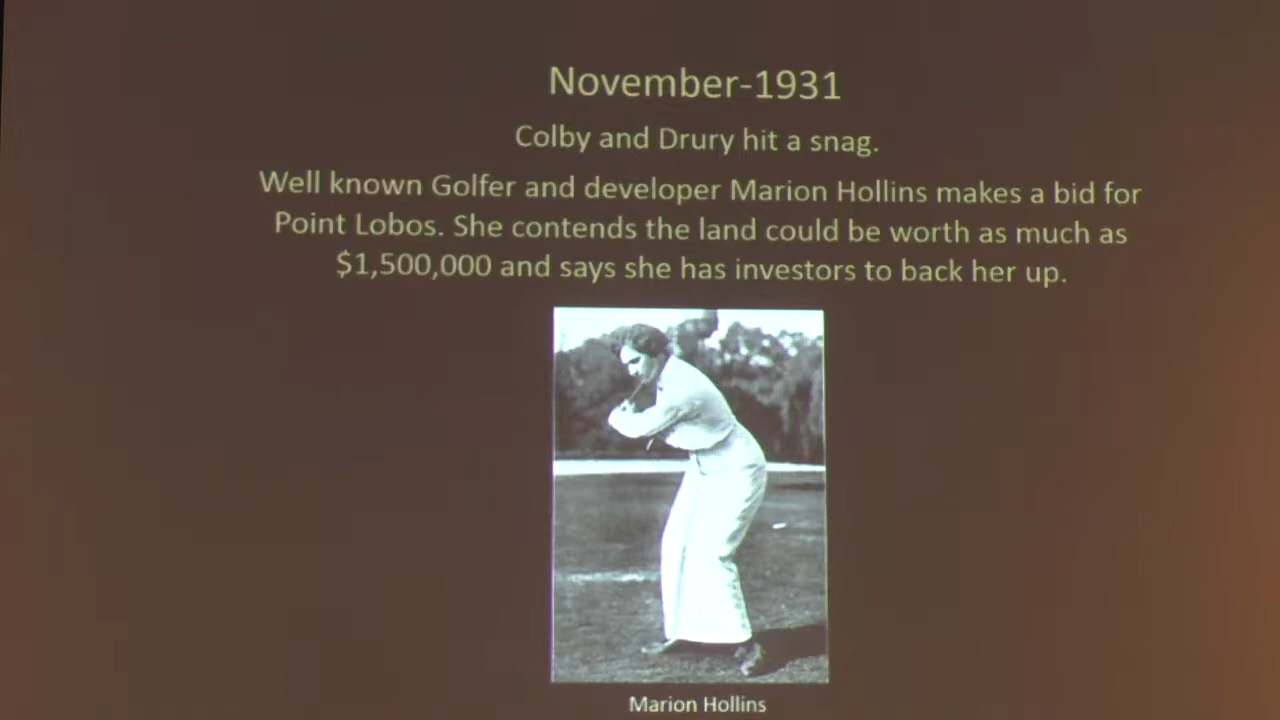 November-1931
Colby and Drury hit a snag.
Well known Golfer and developer Marion Hollins makes a bid for
Point Lobos. She contends the land could be worth as much as
$1,500,000 and says she has investors to back her up.
Marion Hollins